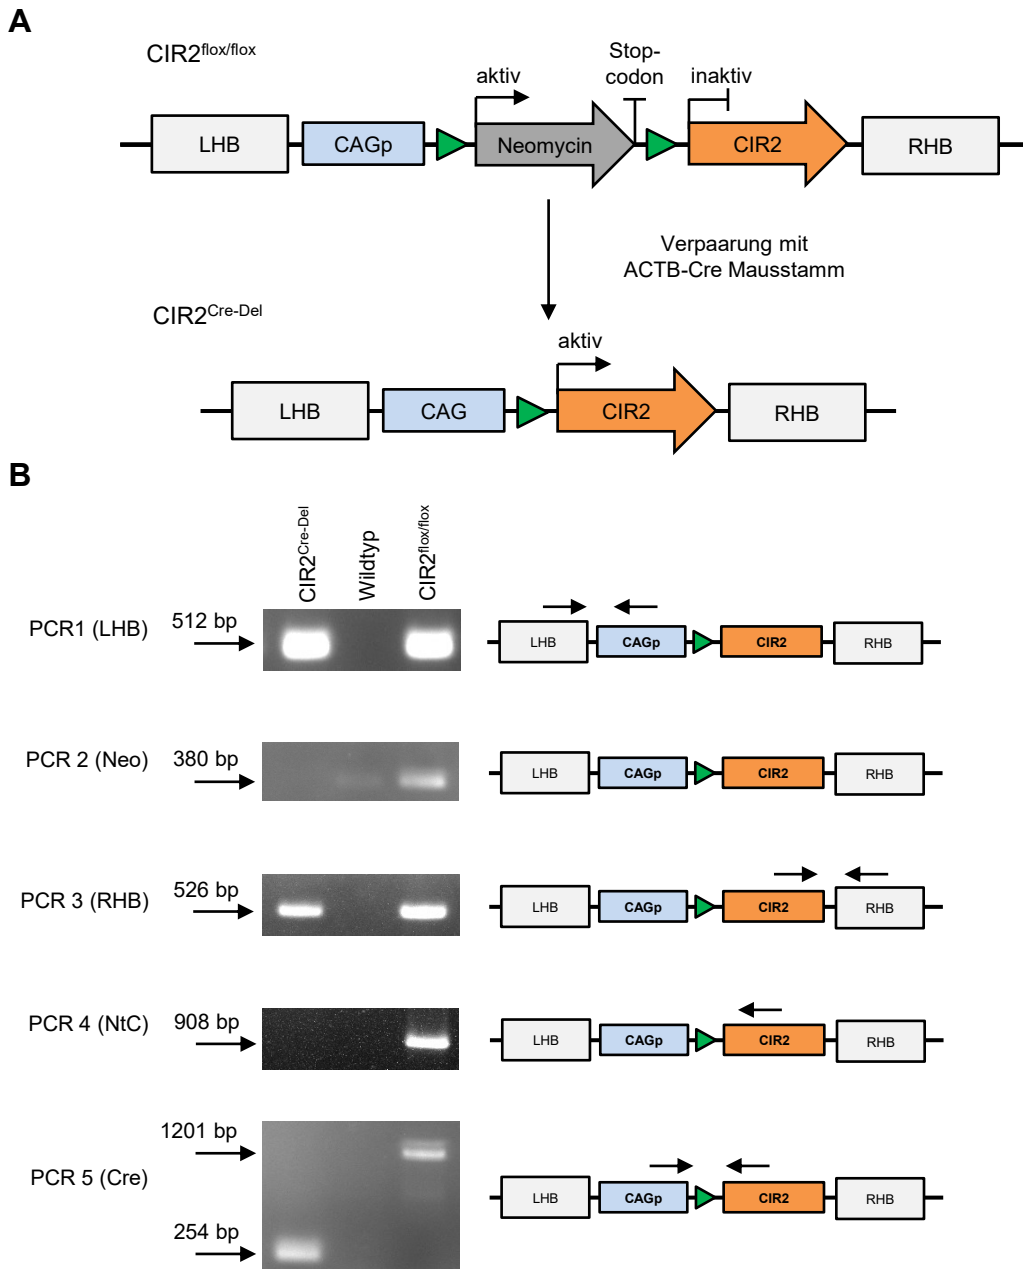 A
CIR2flox/flox
aktiv
Stop-
codon
inaktiv
LHB
CAGp
Neomycin
CIR2
RHB
Verpaarung mit
ACTB-Cre Mausstamm
CIR2Cre-Del
aktiv
LHB
CAG
CIR2
RHB
B
CIR2Cre-Del
Wildtyp
CIR2flox/flox
PCR1 (LHB)
512 bp
LHB
CAGp
CIR2
RHB
PCR 2 (Neo)
380 bp
LHB
CAGp
CIR2
RHB
PCR 3 (RHB)
526 bp
LHB
CAGp
CIR2
RHB
PCR 4 (NtC)
908 bp
LHB
CAGp
CIR2
RHB
1201 bp
PCR 5 (Cre)
254 bp
LHB
CAGp
CIR2
RHB